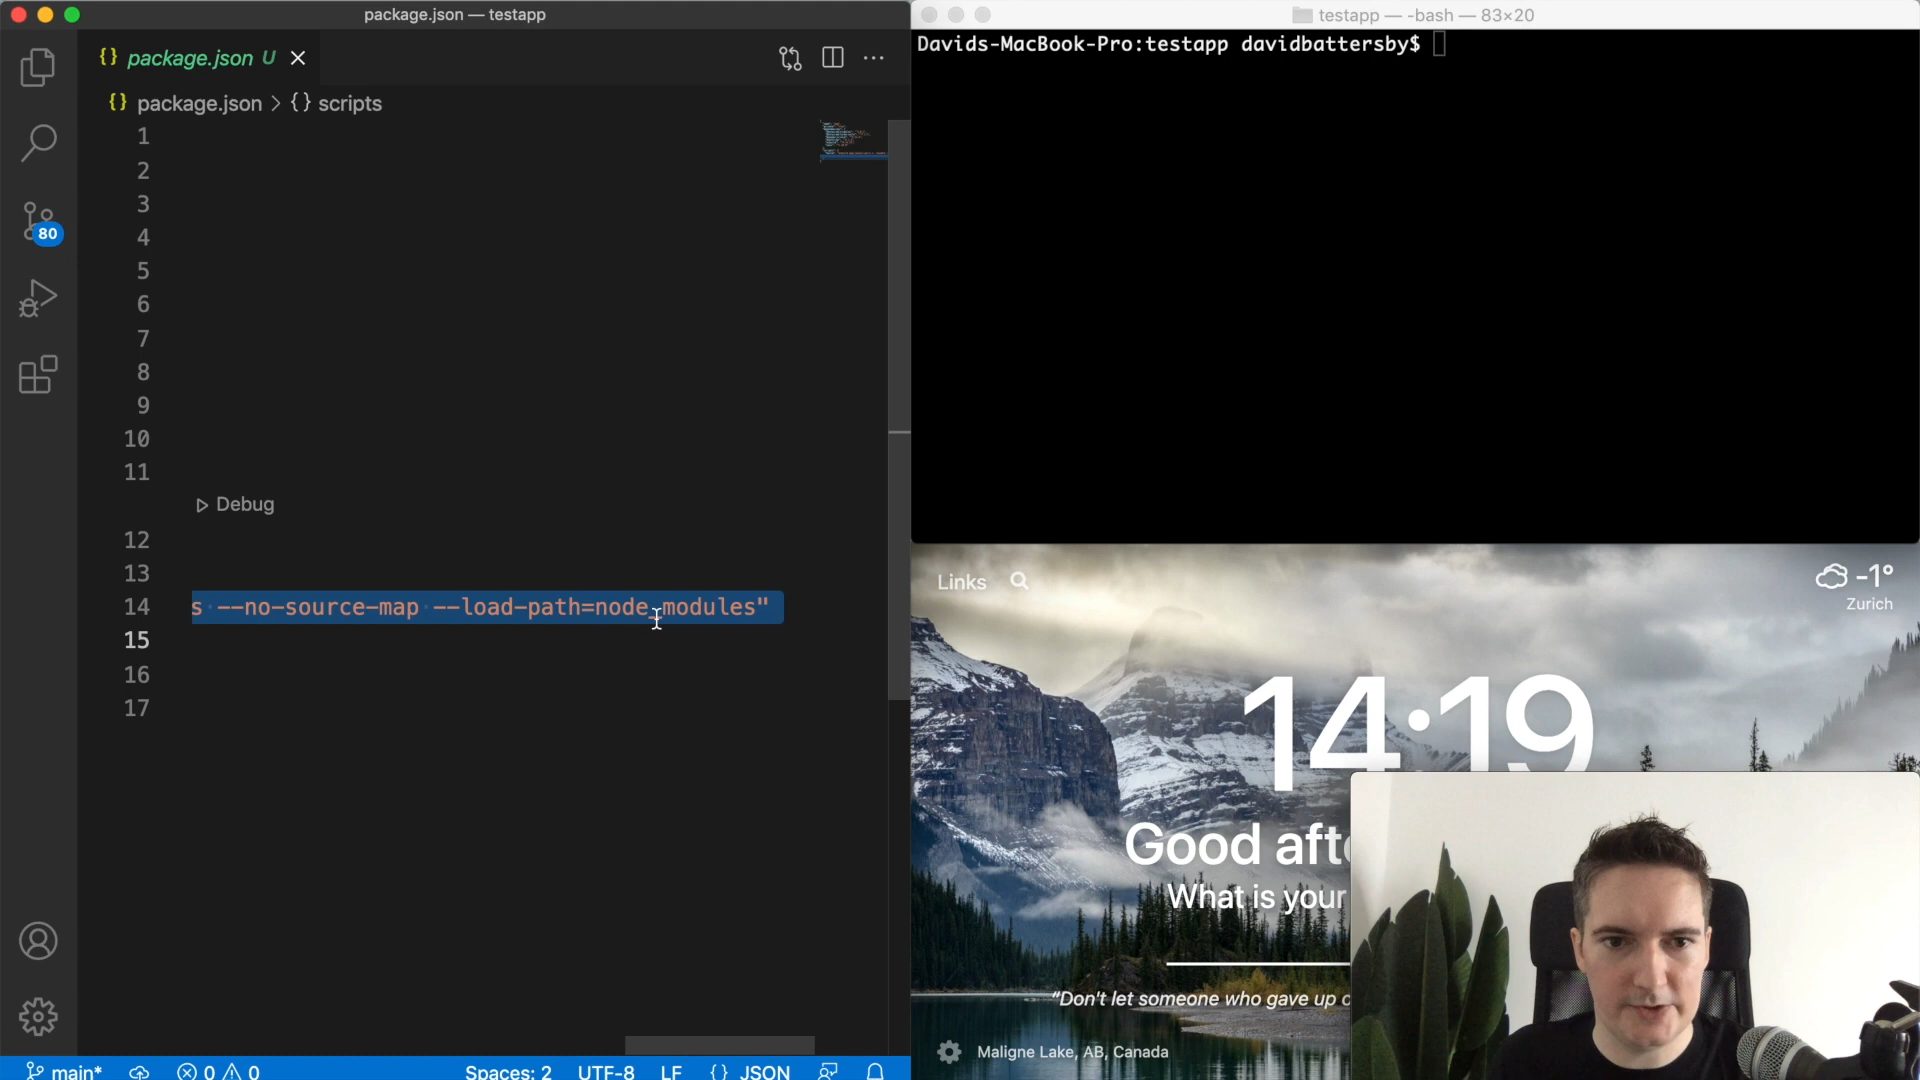 package.json — testapp
{} package.json U
{} package.json > {} scripts
1
2
3
4
5
6
7
8
9
10
11
Debug
12
13
14 s --no-source-map --load-path=node_modules"
15
16
17
80
main* 0 0 Spaces: 2 UTF-8 LF {} JSON
testapp — -bash — 83×20
Davids-MacBook-Pro:testapp davidbattersby$
Links
-1°
Zurich
14:19
Good afte
What is your
"Don't let someone who gave up o
Maligne Lake, AB, Canada